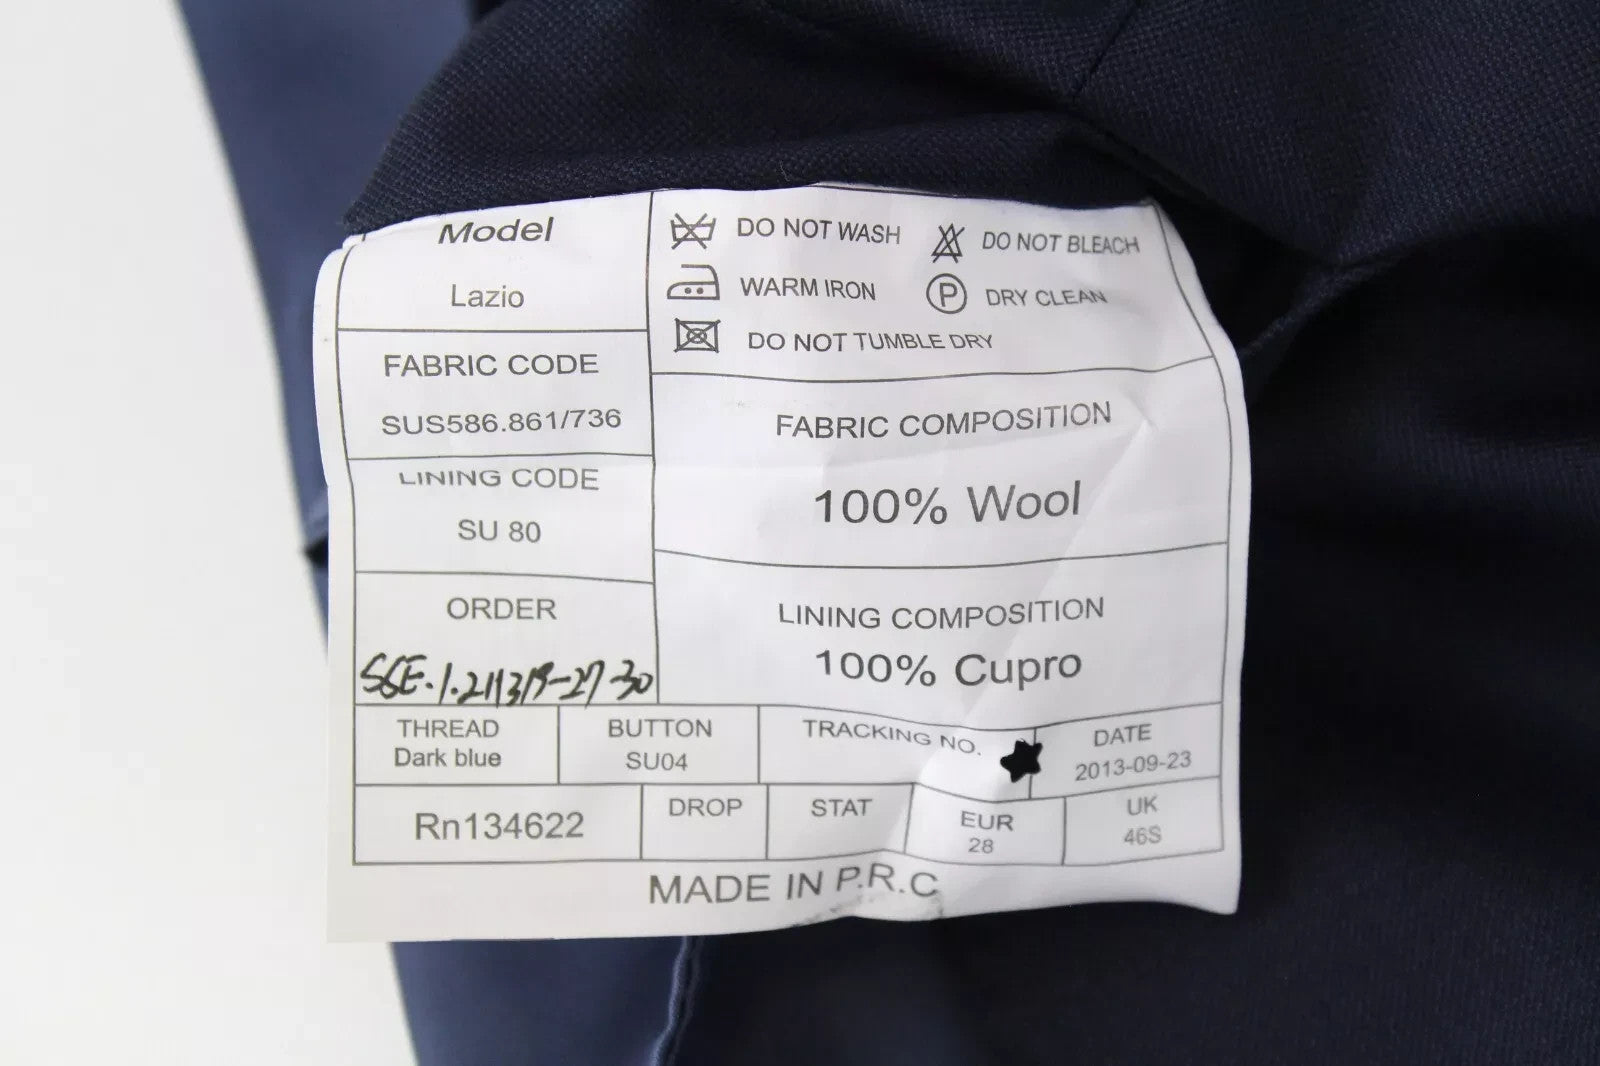 Model
Lazio
FABRIC CODE
SUS586.861/736
LINING CODE
SU 80
ORDER
DO NOT WASH
DO NOT BLEACH
WARM IRON
P
DRY CLEAN
DO NOT TUMBLE DRY
FABRIC COMPOSITION
100% Wool
LINING COMPOSITION
100% Cupro
THREAD
Dark blue
BUTTON
SU04
TRACKING NO.
DATE
2013-09-23
Rn134622
DROP
STAT
EUR
28
UK
46S
MADE IN P.R.C